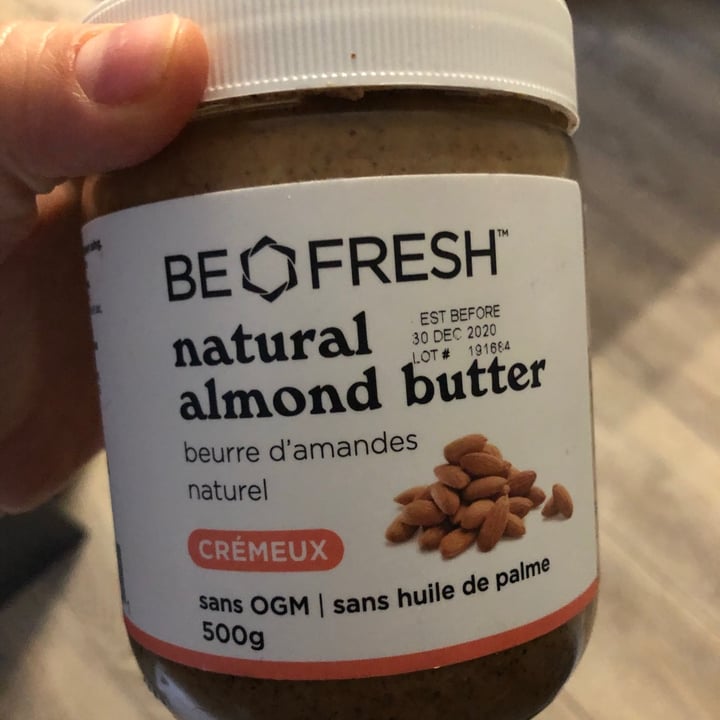 BE FRESH™
EST BEFORE
30 DEC 2020
LOT # 191664
natural
almond butter
beurre d'amandes
naturel
CRÉMEUX
sans OGM | sans huile de palme
500g